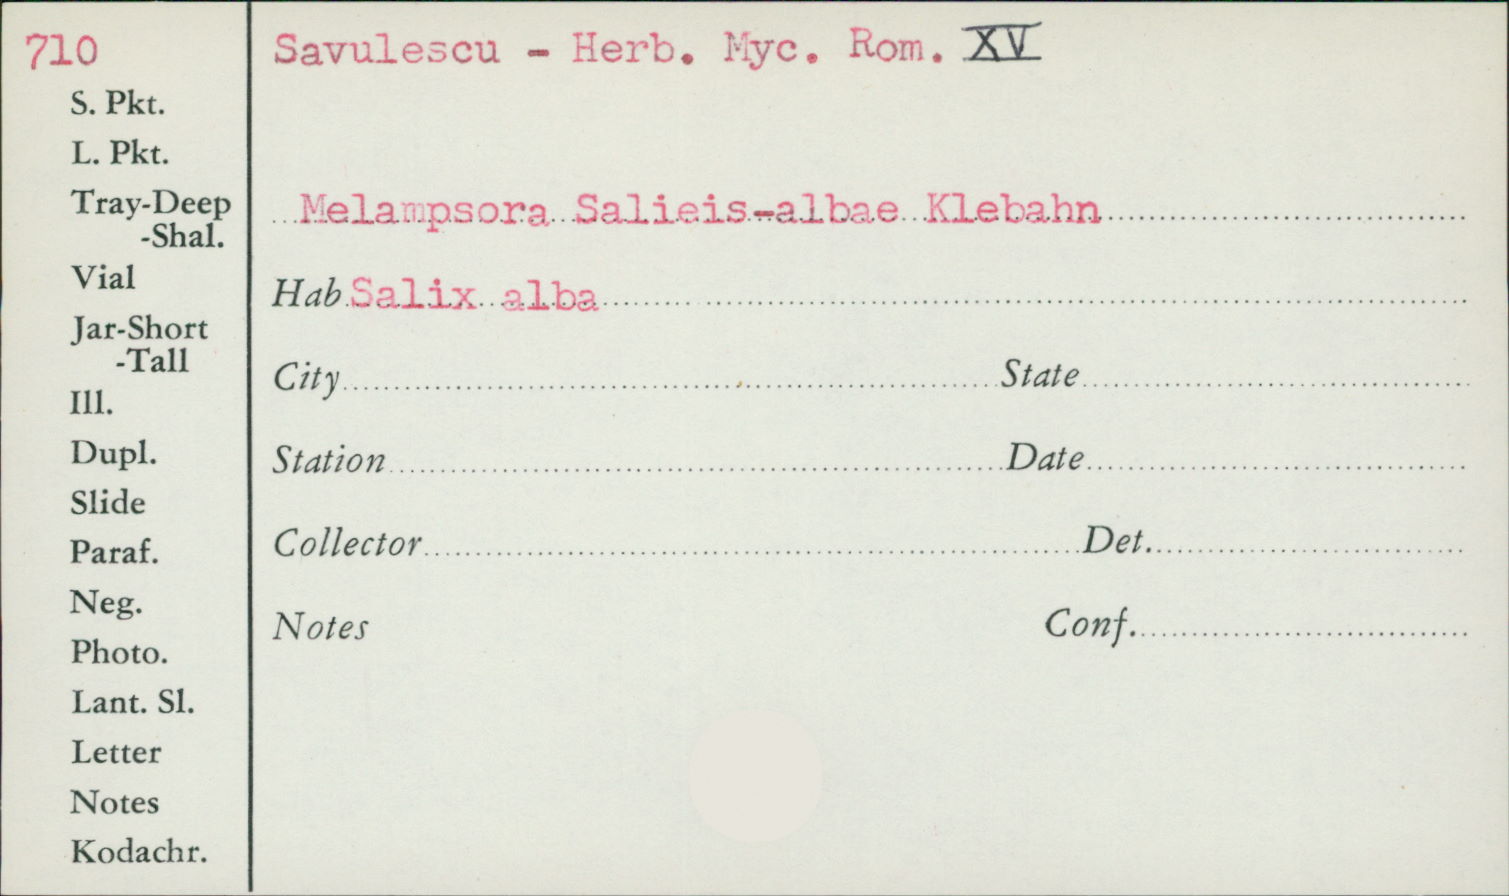 710
Savulescu - Herb. Myc. Rom. XV
S. Pkt.
L. Pkt.
Tray-Deep
-Shal.
Vial
Jar-Short
-Tall
Ill.
Dupl.
Slide
Paraf.
Neg.
Photo.
Lant. Sl.
Letter
Notes
Kodachr.
Melampsora Salieis-albae Klebahn
Hab Salix alba
City State
Station Date
Collector Det.
Notes Conf.